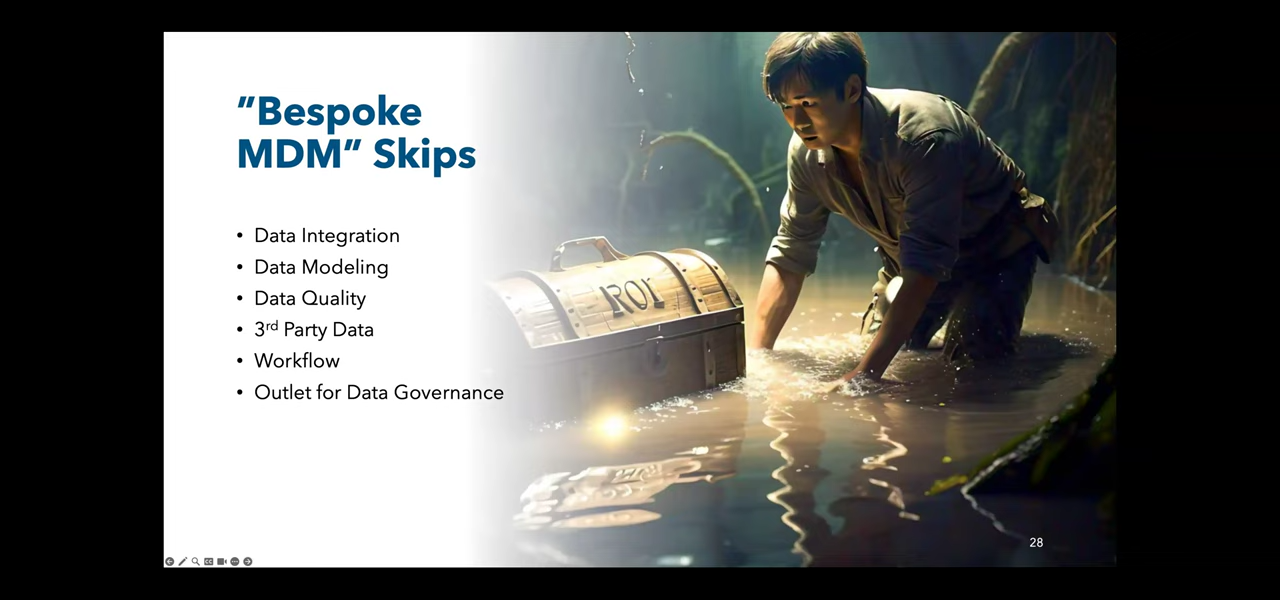 ”Bespoke
MDM” Skips
• Data Integration
• Data Modeling
• Data Quality
• 3rd Party Data
• Workflow
• Outlet for Data Governance
ROI
28